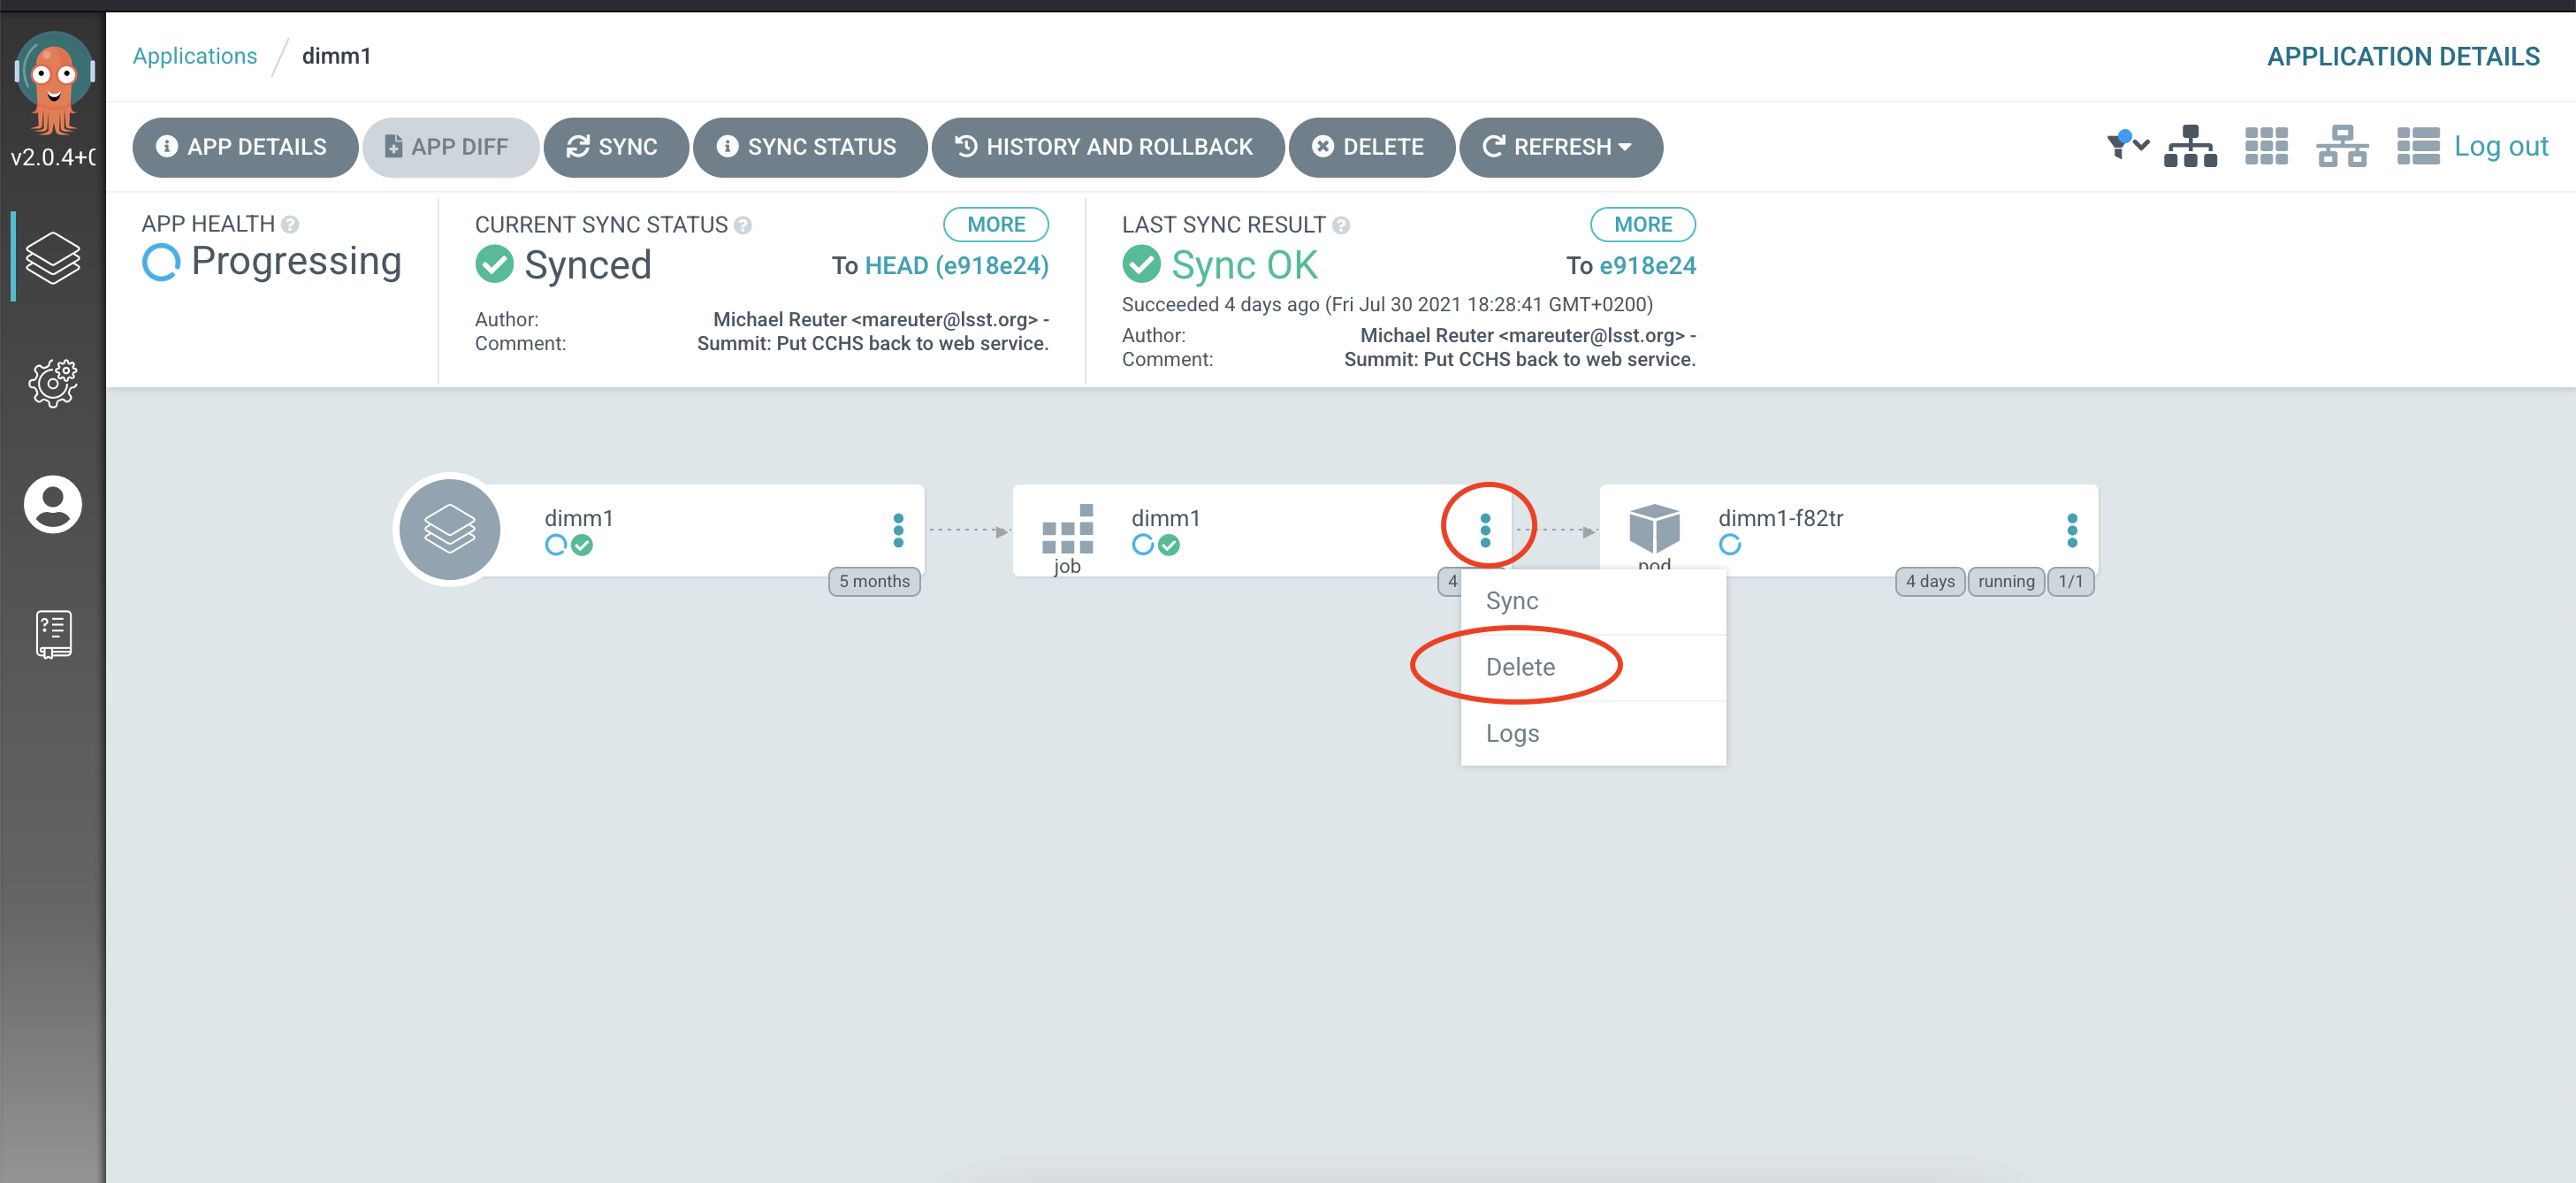 Applications / dimm1
APPLICATION DETAILS
v2.0.4+
APP DETAILS
APP DIFF
SYNC
SYNC STATUS
HISTORY AND ROLLBACK
DELETE
REFRESH
Log out
APP HEALTH
Progressing
CURRENT SYNC STATUS
MORE
Synced
To HEAD (e918e24)
Author: Michael Reuter <mareuter@lsst.org> -
Comment: Summit: Put CCHS back to web service.
LAST SYNC RESULT
MORE
Sync OK
To e918e24
Succeeded 4 days ago (Fri Jul 30 2021 18:28:41 GMT+0200)
Author: Michael Reuter <mareuter@lsst.org> -
Comment: Summit: Put CCHS back to web service.
dimm1
5 months
job
dimm1
4
pod
dimm1-f82tr
4 days
running
1/1
Sync
Delete
Logs